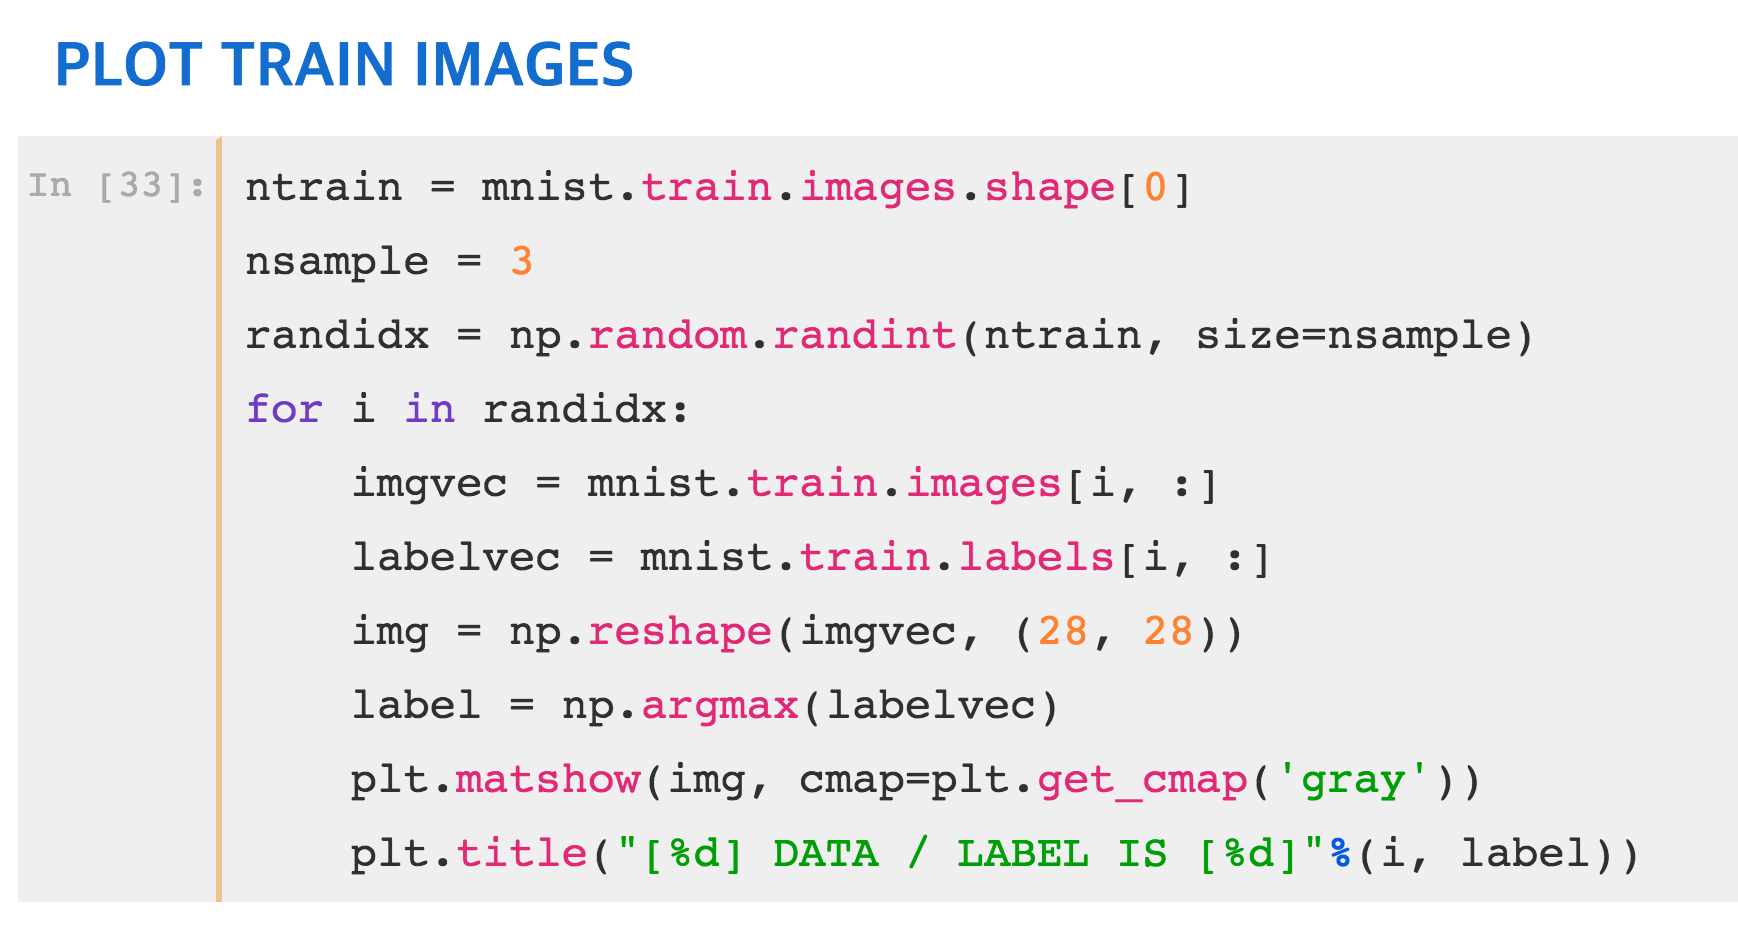 PLOT TRAIN IMAGES
In [33]: ntrain = mnist.train.images.shape[0]
nsample = 3
randidx = np.random.randint(ntrain, size=nsample)
for i in randidx:
    imgvec = mnist.train.images[i, :]
    labelvec = mnist.train.labels[i, :]
    img = np.reshape(imgvec, (28, 28))
    label = np.argmax(labelvec)
    plt.matshow(img, cmap=plt.get_cmap('gray'))
    plt.title("[%d] DATA / LABEL IS [%d]"%(i, label))